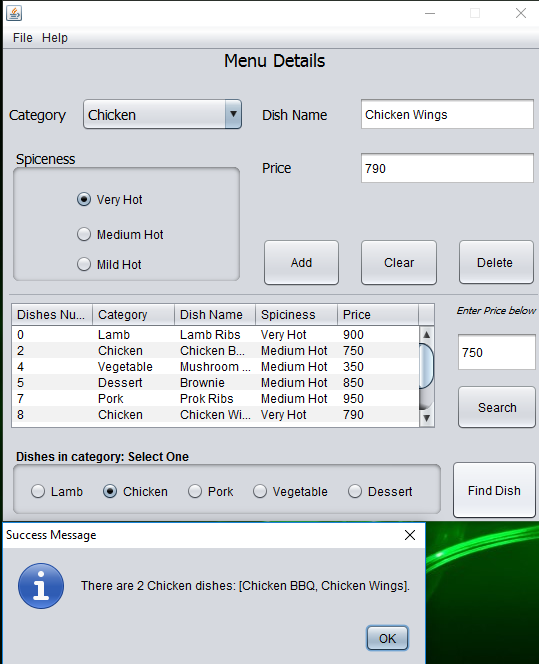 File Help
Menu Details
Category Chicken Dish Name Chicken Wings
Spiceness
Price 790
Very Hot
Medium Hot
Mild Hot
Add Clear Delete
Dishes Nu... Category Dish Name Spiciness Price
Enter Price below
0 Lamb Lamb Ribs Very Hot 900
2 Chicken Chicken B... Medium Hot 750
750
4 Vegetable Mushroom ... Medium Hot 350
5 Dessert Brownie Medium Hot 850
7 Pork Prok Ribs Medium Hot 950
8 Chicken Chicken Wi... Very Hot 790
Search
Dishes in category: Select One
Lamb Chicken Pork Vegetable Dessert
Find Dish
Success Message
There are 2 Chicken dishes: [Chicken BBQ, Chicken Wings].
OK